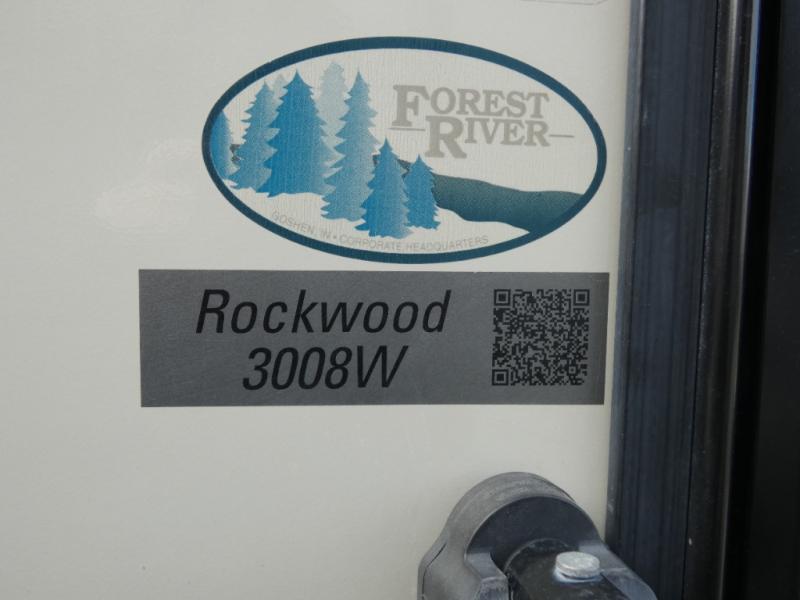 FOREST
RIVER
GOSHEN, IN • CORPORATE HEADQUARTERS
Rockwood
3008W